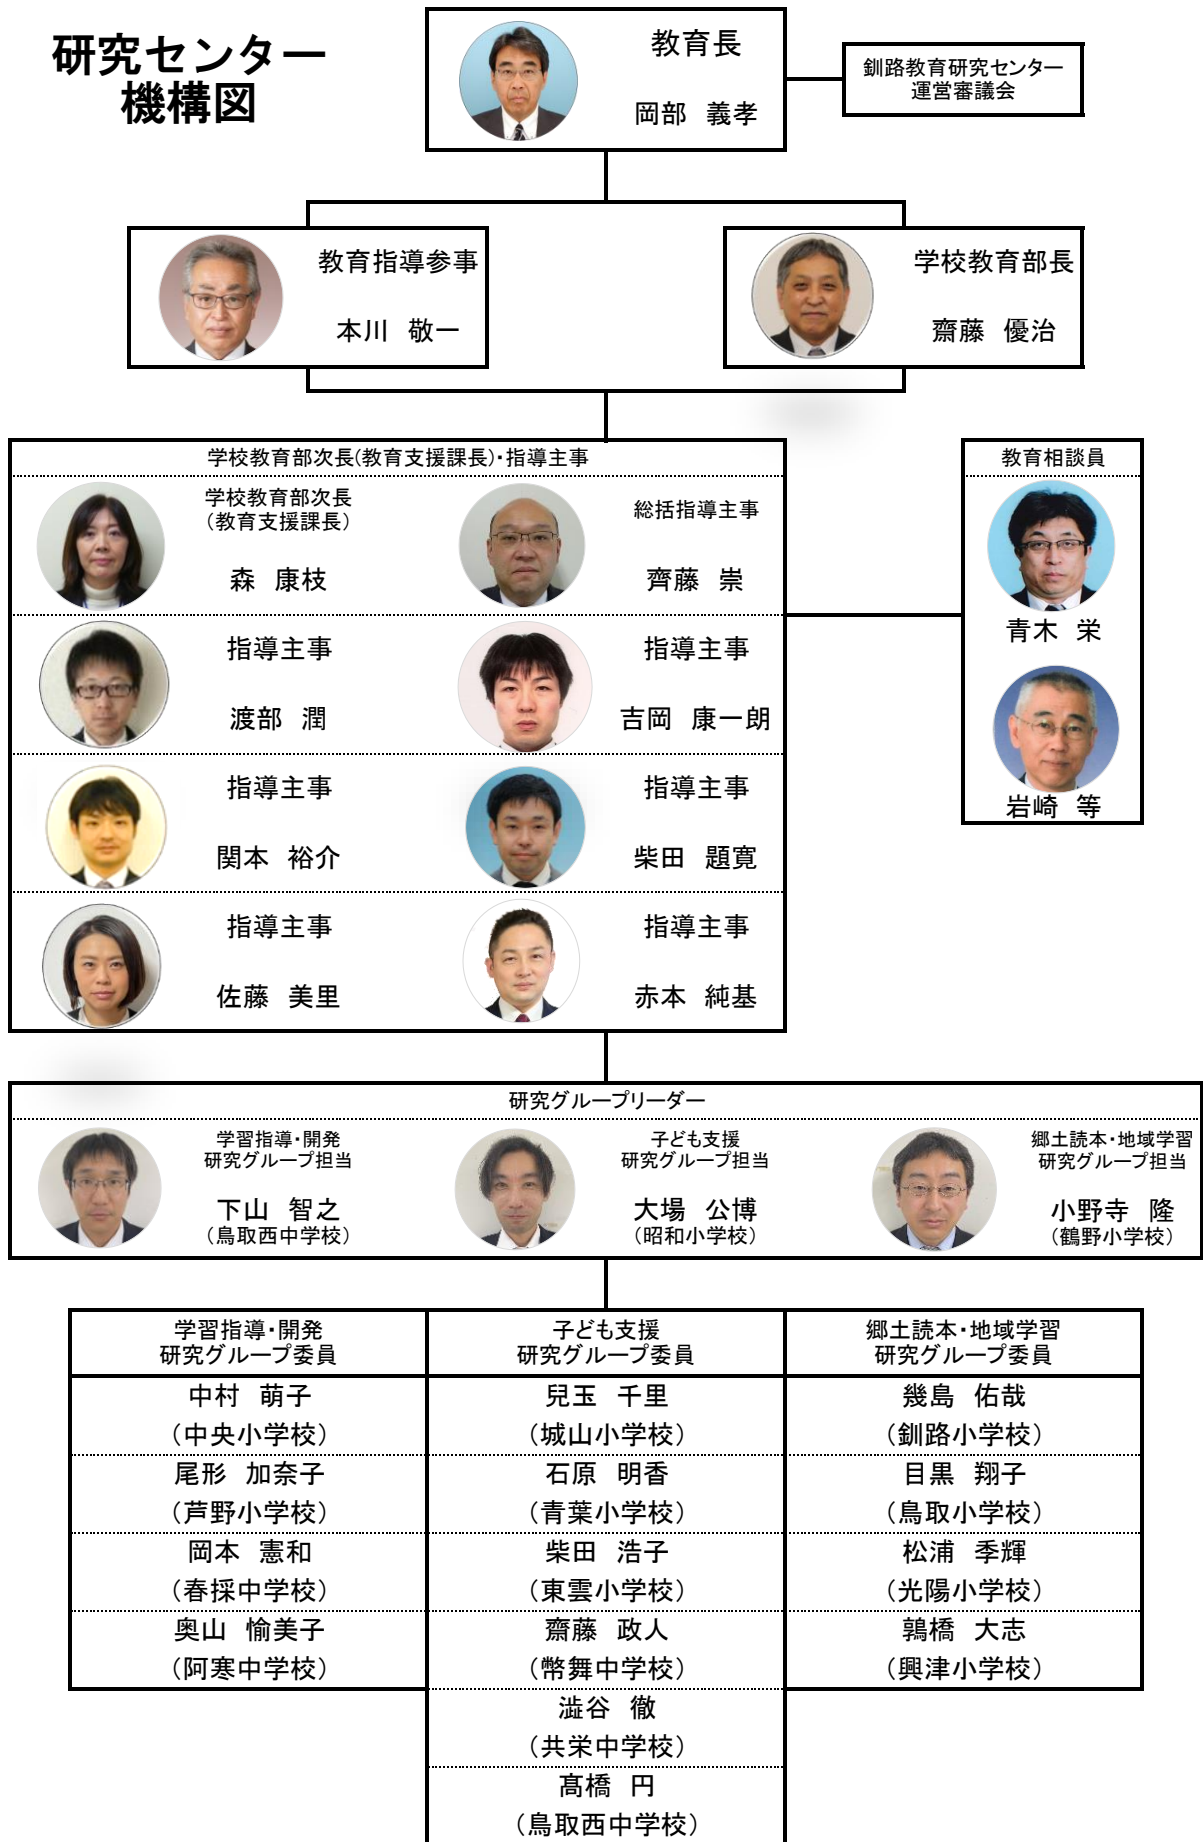 研究センター
機構図
教育長
岡部 義孝
釧路教育研究センター
運営審議会
教育指導参事
本川 敬一
学校教育部長
齋藤 優治
学校教育部次長(教育支援課長)・指導主事
学校教育部次長
(教育支援課長)
森 康枝
総括指導主事
齊藤 崇
指導主事
渡部 潤
指導主事
吉岡 康一朗
指導主事
関本 裕介
指導主事
柴田 題寛
指導主事
佐藤 美里
指導主事
赤本 純基
教育相談員
青木 栄
岩崎 等
研究グループリーダー
学習指導・開発
研究グループ担当
下山 智之
(鳥取西中学校)
子ども支援
研究グループ担当
大場 公博
(昭和小学校)
郷土読本・地域学習
研究グループ担当
小野寺 隆
(鶴野小学校)
学習指導・開発
研究グループ委員
中村 萌子
(中央小学校)
尾形 加奈子
(芦野小学校)
岡本 憲和
(春採中学校)
奥山 愉美子
(阿寒中学校)
子ども支援
研究グループ委員
兒玉 千里
(城山小学校)
石原 明香
(青葉小学校)
柴田 浩子
(東雲小学校)
齋藤 政人
(幣舞中学校)
澁谷 徹
(共栄中学校)
髙橋 円
(鳥取西中学校)
郷土読本・地域学習
研究グループ委員
幾島 佑哉
(釧路小学校)
目黒 翔子
(鳥取小学校)
松浦 季輝
(光陽小学校)
鶉橋 大志
(興津小学校)